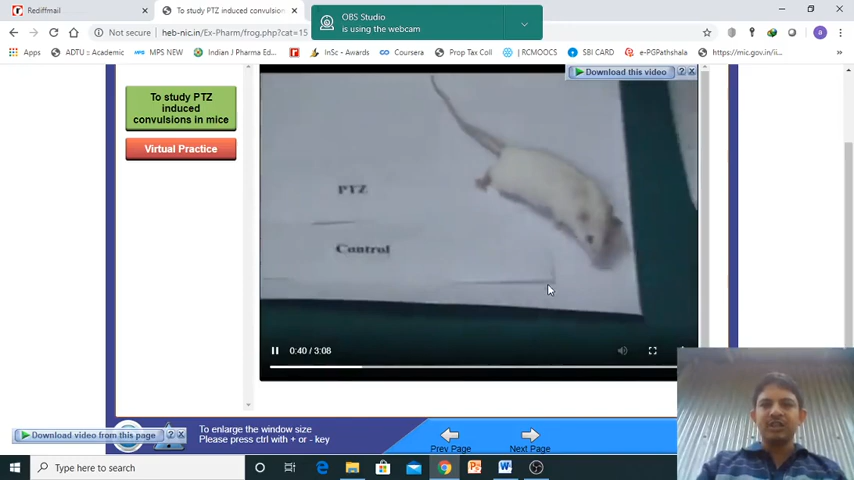 Rediffmail
To study PTZ induced convulsions
OBS Studio
is using the webcam
Not secure
heb-nic.in/Ex-Pharm/frog.php?cat=15
Apps
ADTU :: Academic
MPS NEW
Indian J Pharma Ed...
InSc - Awards
Coursera
Prop Tax Coll
RCMOOCS
SBI CARD
e-PGPathshala
https://mic.gov.in/ii...
To study PTZ
induced
convulsions in mice
Virtual Practice
Download this video
PTZ
Control
0:40 / 3:08
Download video from this page
To enlarge the window size
Please press ctrl with + or - key
Prev Page
Next Page
Type here to search